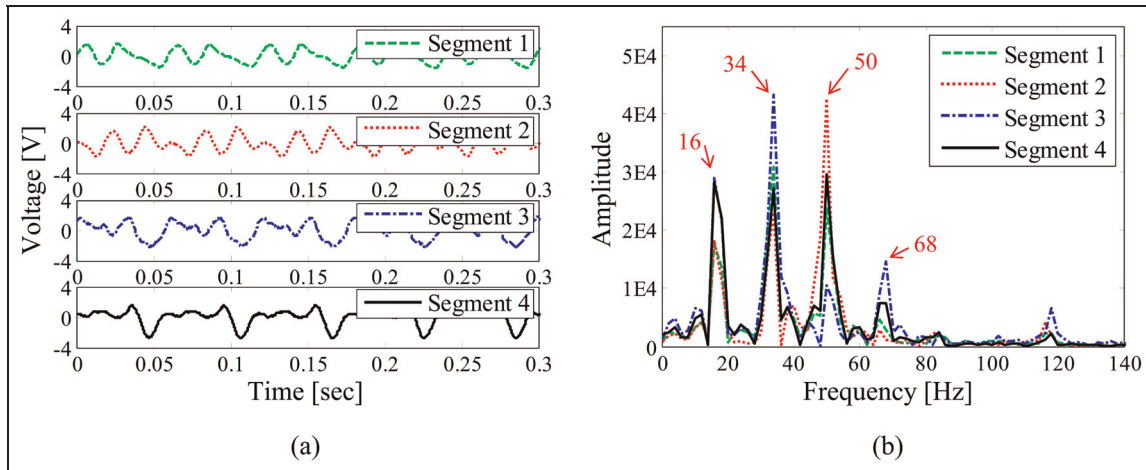 4
0
-4
Segment 1
0 0.05 0.1 0.15 0.2 0.25 0.3
4
0
-4
Segment 2
0 0.05 0.1 0.15 0.2 0.25 0.3
4
0
4
Segment 3
0 0.05 0.1 0.15 0.2 0.25 0.3
4
0
-4
Segment 4
0 0.05 0.1 0.15 0.2 0.25 0.3
Voltage [V]
Time [sec]
(a)
5E4
4E4
3E4
2E4
1E4
0
Amplitude
16
34
50
68
Segment 1
Segment 2
Segment 3
Segment 4
0 20 40 60 80 100 120 140
Frequency [Hz]
(b)